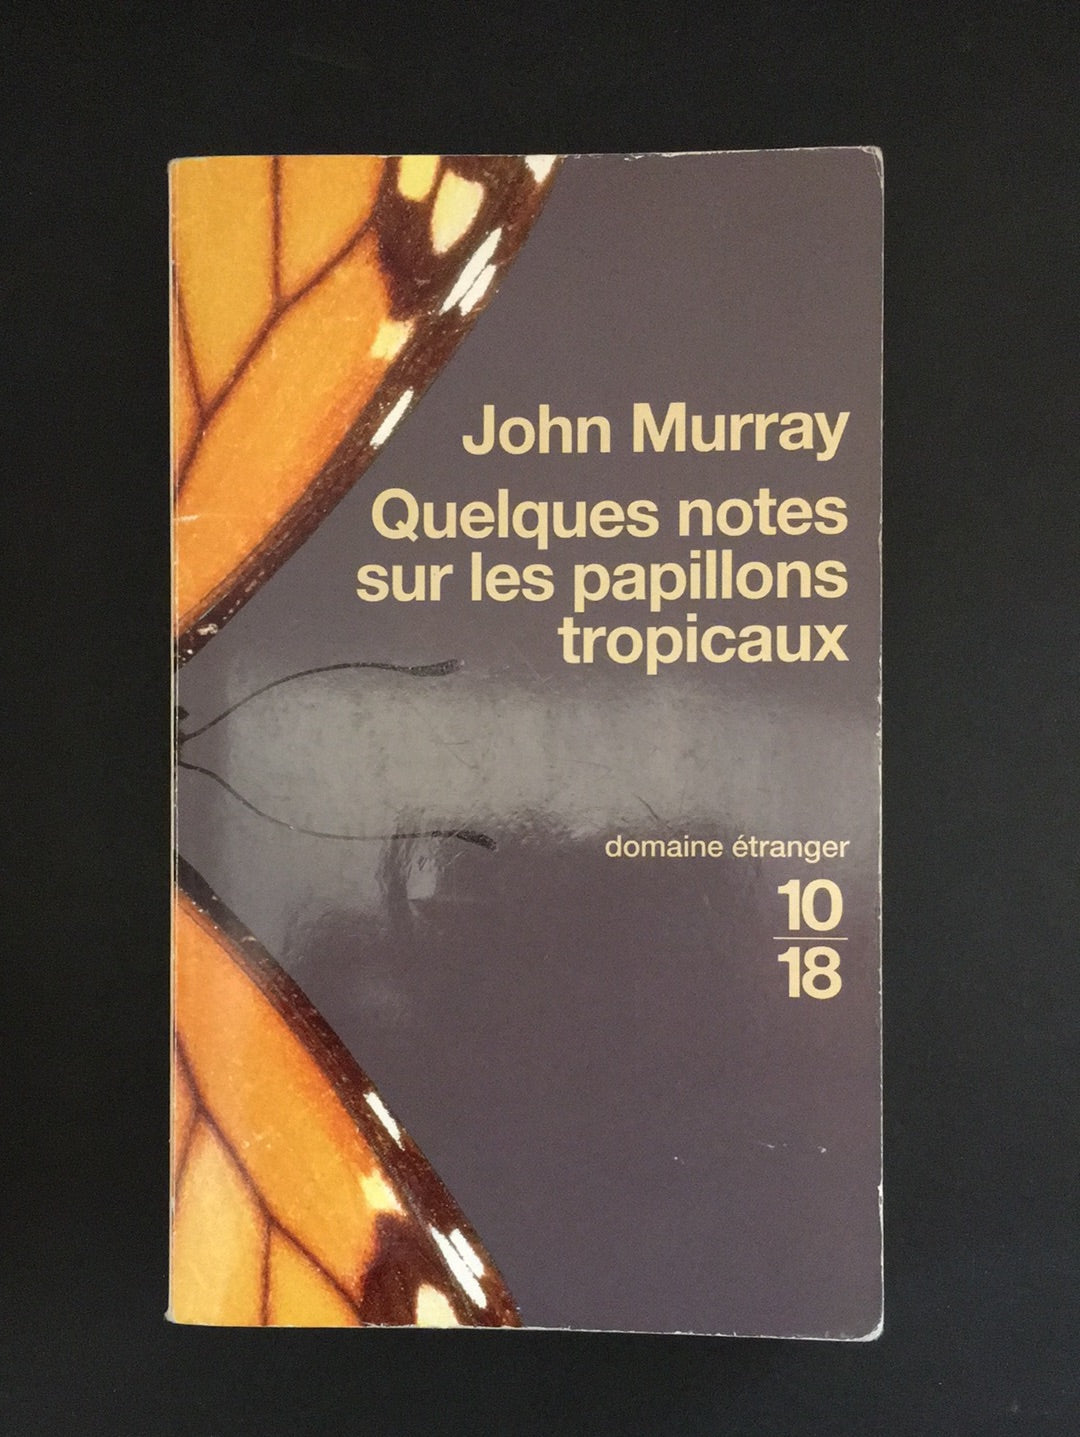 John Murray
Quelques notes
sur les papillons
tropicaux
domaine étranger
10
18